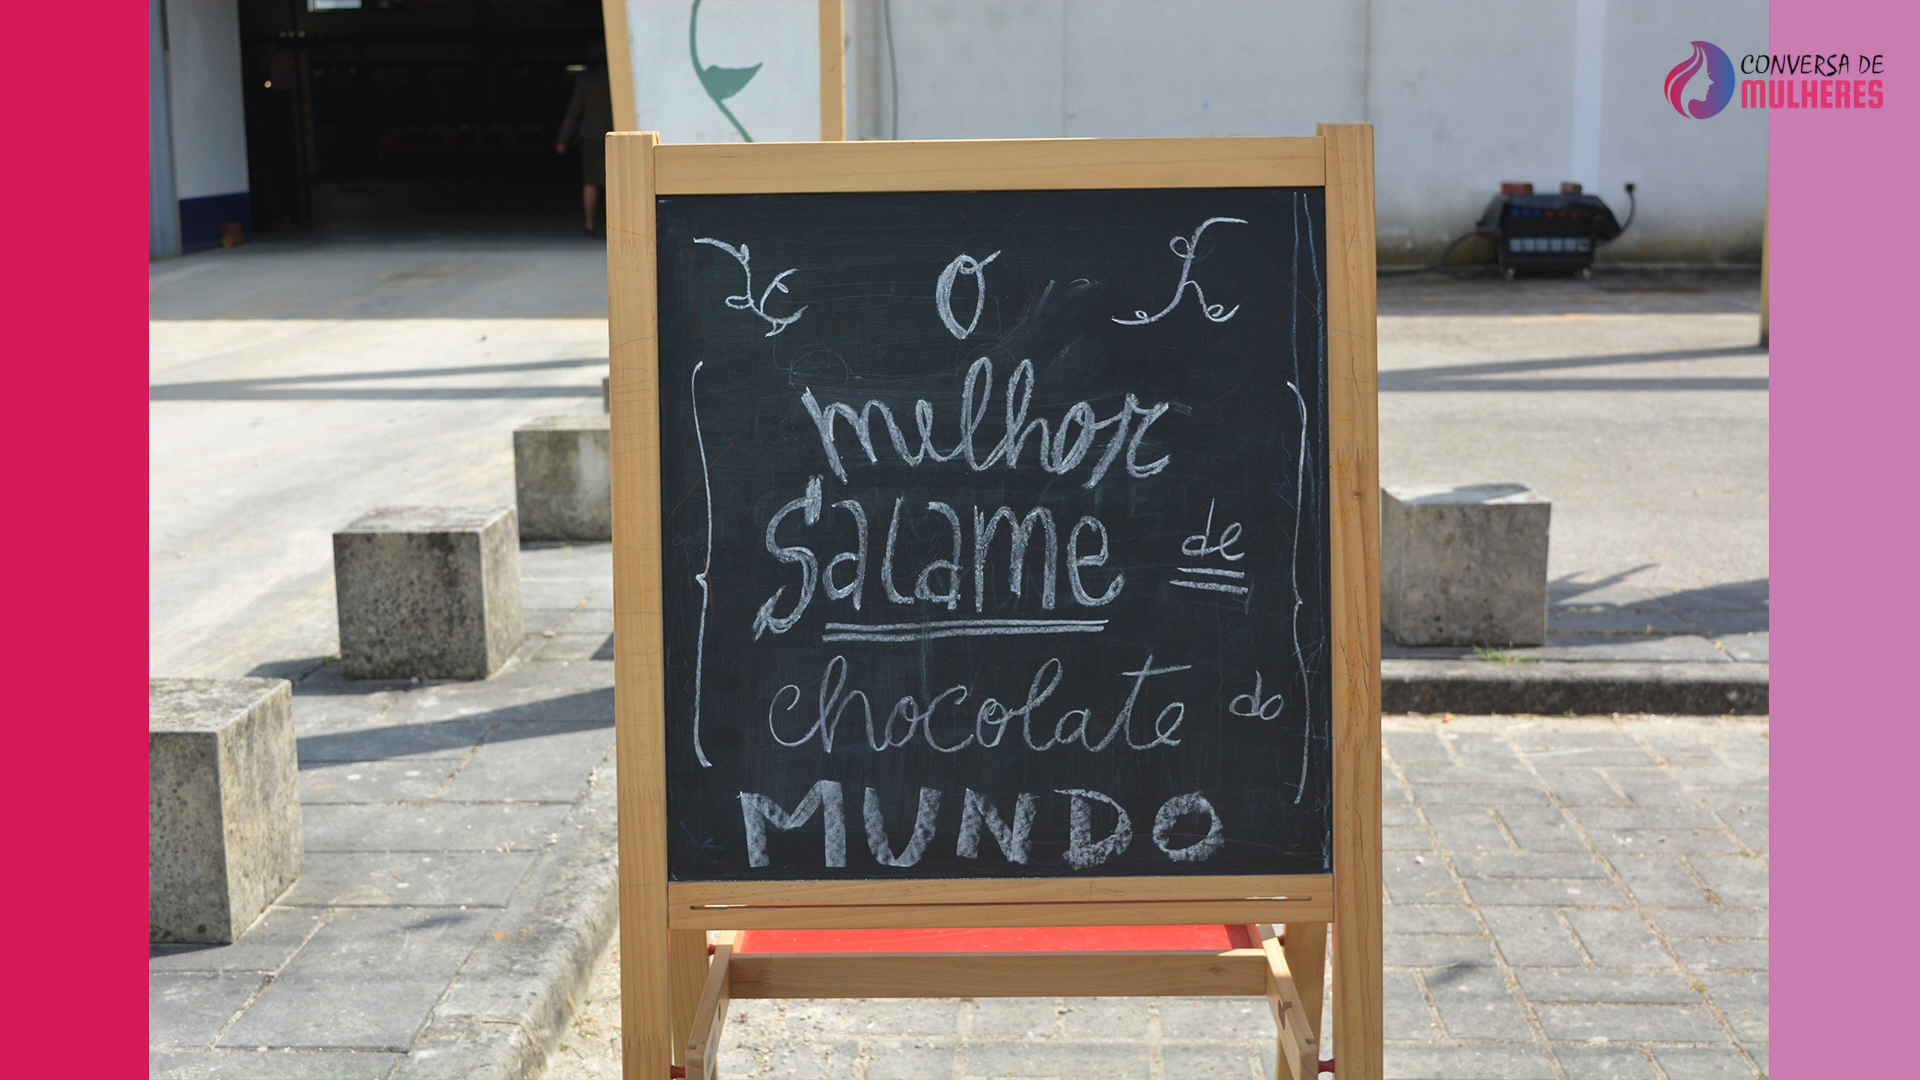 CONVERSA DE
MULHERES
O
melhor
Salame de
chocolate do
MUNDO